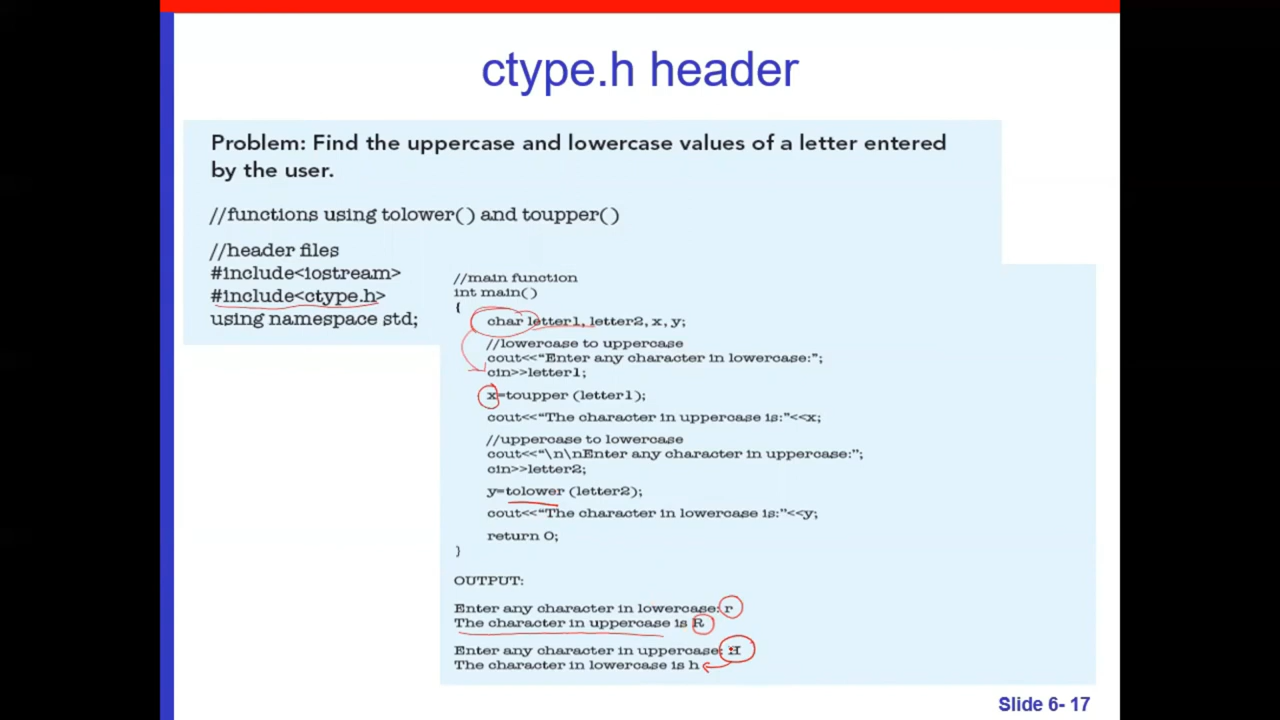 ctype.h header
Problem: Find the uppercase and lowercase values of a letter entered
by the user.
//functions using tolower() and toupper()
//header files
#include<iostream>
#include<ctype.h>
using namespace std;
//main function
int main()
{
char letter1, letter2, x, y;
//lowercase to uppercase
cout<<“Enter any character in lowercase:”;
cin>>letter1;
x=toupper (letter1);
cout<<“The character in uppercase is:”<<x;
//uppercase to lowercase
cout<<“\n\nEnter any character in uppercase:”;
cin>>letter2;
y=tolower (letter2);
cout<<“The character in lowercase is:”<<y;
return 0;
}
OUTPUT:
Enter any character in lowercase: r
The character in uppercase is R
Enter any character in uppercase: H
The character in lowercase is h
Slide 6- 17